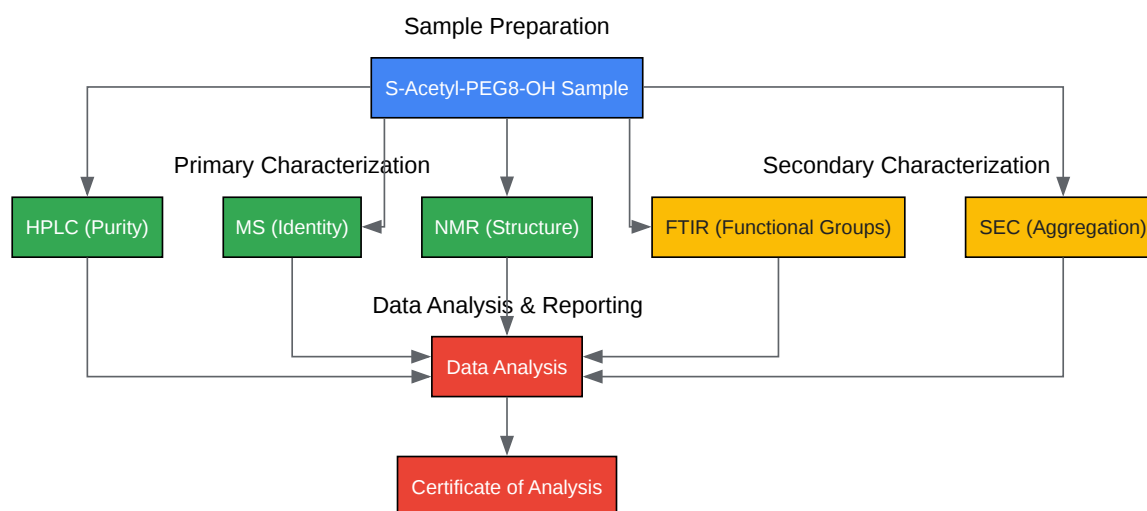 Sample Preparation
S-Acetyl-PEG8-OH Sample
Primary Characterization
Secondary Characterization
HPLC (Purity)
MS (Identity)
NMR (Structure)
FTIR (Functional Groups)
SEC (Aggregation)
Data Analysis & Reporting
Data Analysis
Certificate of Analysis